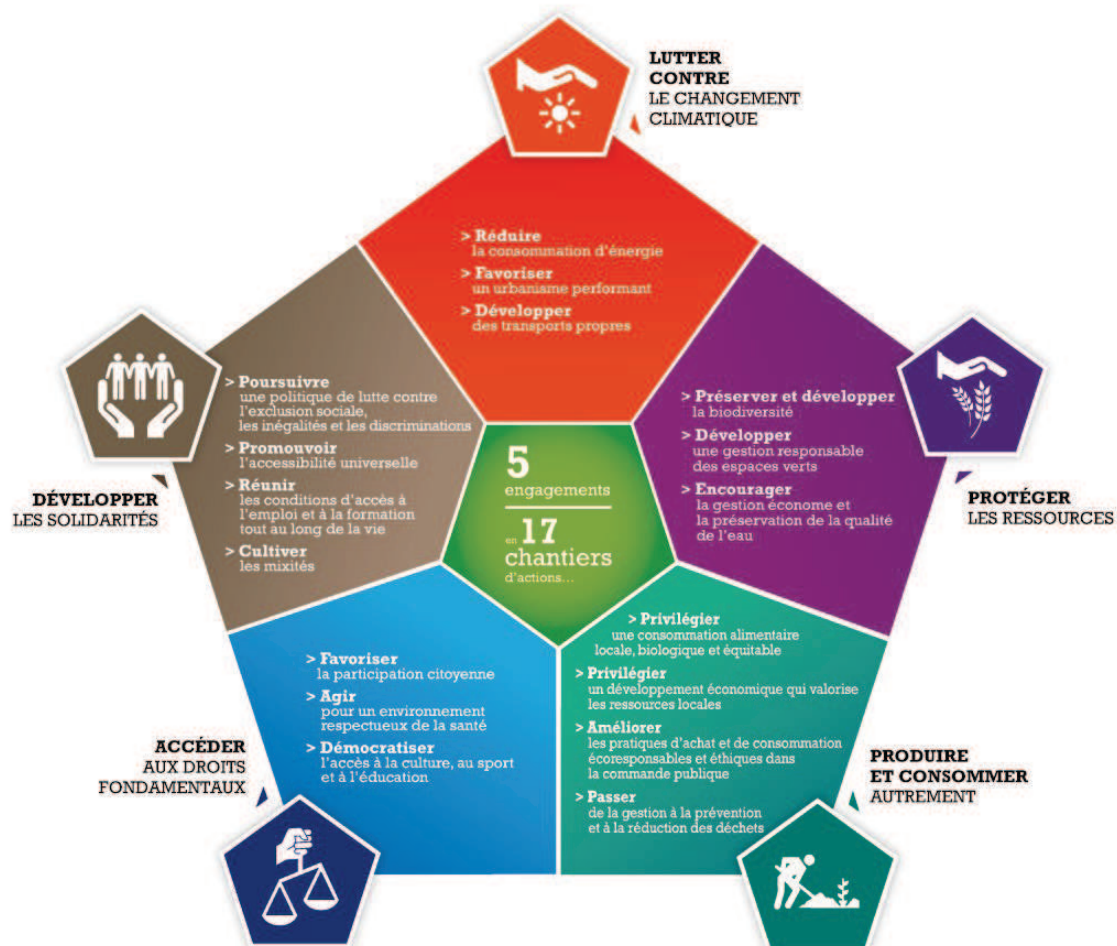 LUTTER
CONTRE
LE CHANGEMENT
CLIMATIQUE
> Réduire
la consommation d'énergie
> Favoriser
un urbanisme performant
> Développer
des transports propres
> Préserver et développer
la biodiversité
> Développer
une gestion responsable
des espaces verts
> Encourager
la gestion économe et
la préservation de la qualité
de l'eau
PROTÉGER
LES RESSOURCES
> Privilégier
une consommation alimentaire
locale, biologique et équitable
> Privilégier
un développement économique qui valorise
les ressources locales
> Améliorer
les pratiques d'achat et de consommation
écoresponsables et éthiques dans
la commande publique
> Passer
de la gestion à la prévention
et à la réduction des déchets
PRODUIRE
ET CONSOMMER
AUTREMENT
> Favoriser
la participation citoyenne
> Agir
pour un environnement
respectueux de la santé
> Démocratiser
l'accès à la culture, au sport
et à l'éducation
ACCÉDER
AUX DROITS
FONDAMENTAUX
> Poursuivre
une politique de lutte contre
l'exclusion sociale,
les inégalités et les discriminations
> Promouvoir
l'accessibilité universelle
> Réunir
les conditions d'accès à
l'emploi et à la formation
tout au long de la vie
> Cultiver
les mixités
DÉVELOPPER
LES SOLIDARITÉS
5
engagements
en 17
chantiers
d'actions...